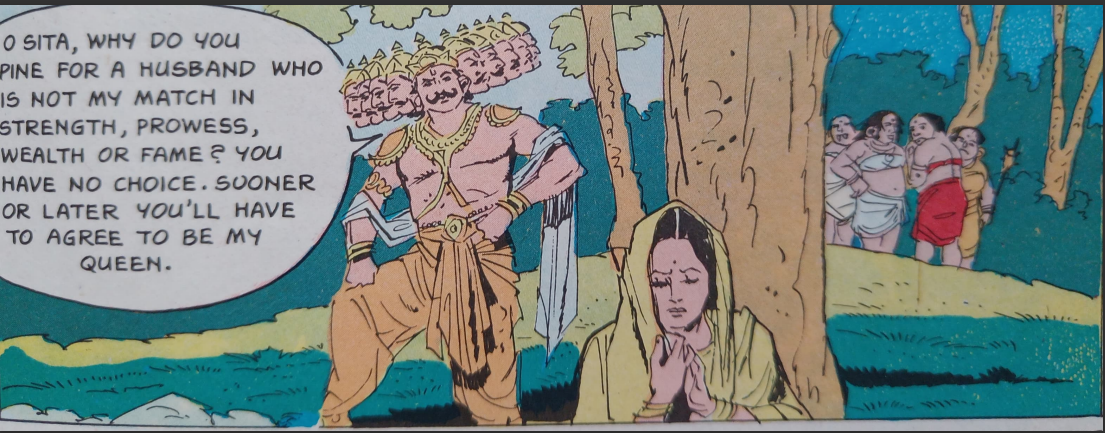 O SITA, WHY DO YOU
PINE FOR A HUSBAND WHO
IS NOT MY MATCH IN
STRENGTH, PROWESS,
WEALTH OR FAME? YOU
HAVE NO CHOICE. SOONER
OR LATER YOU'LL HAVE
TO AGREE TO BE MY
QUEEN.